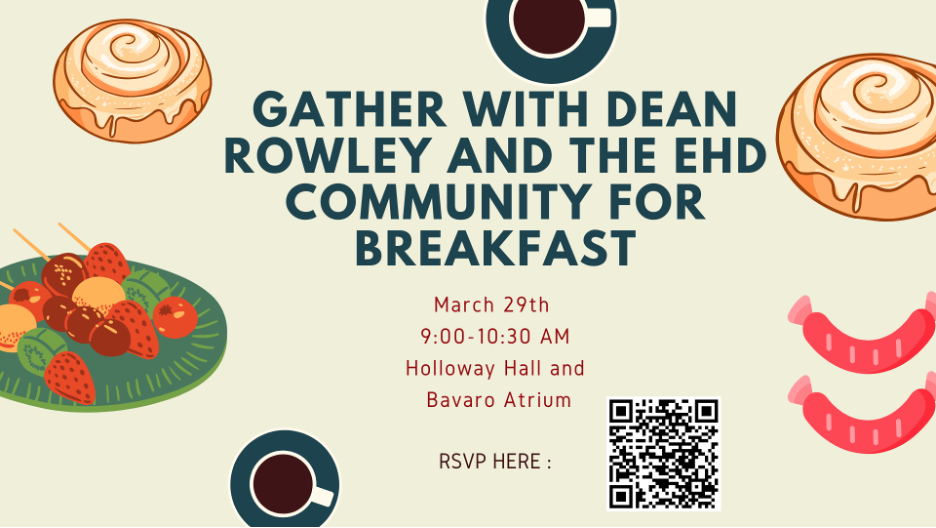 GATHER WITH DEAN
ROWLEY AND THE EHD
COMMUNITY FOR
BREAKFAST
March 29th
9:00-10:30 AM
Holloway Hall and
Bavaro Atrium
RSVP HERE :